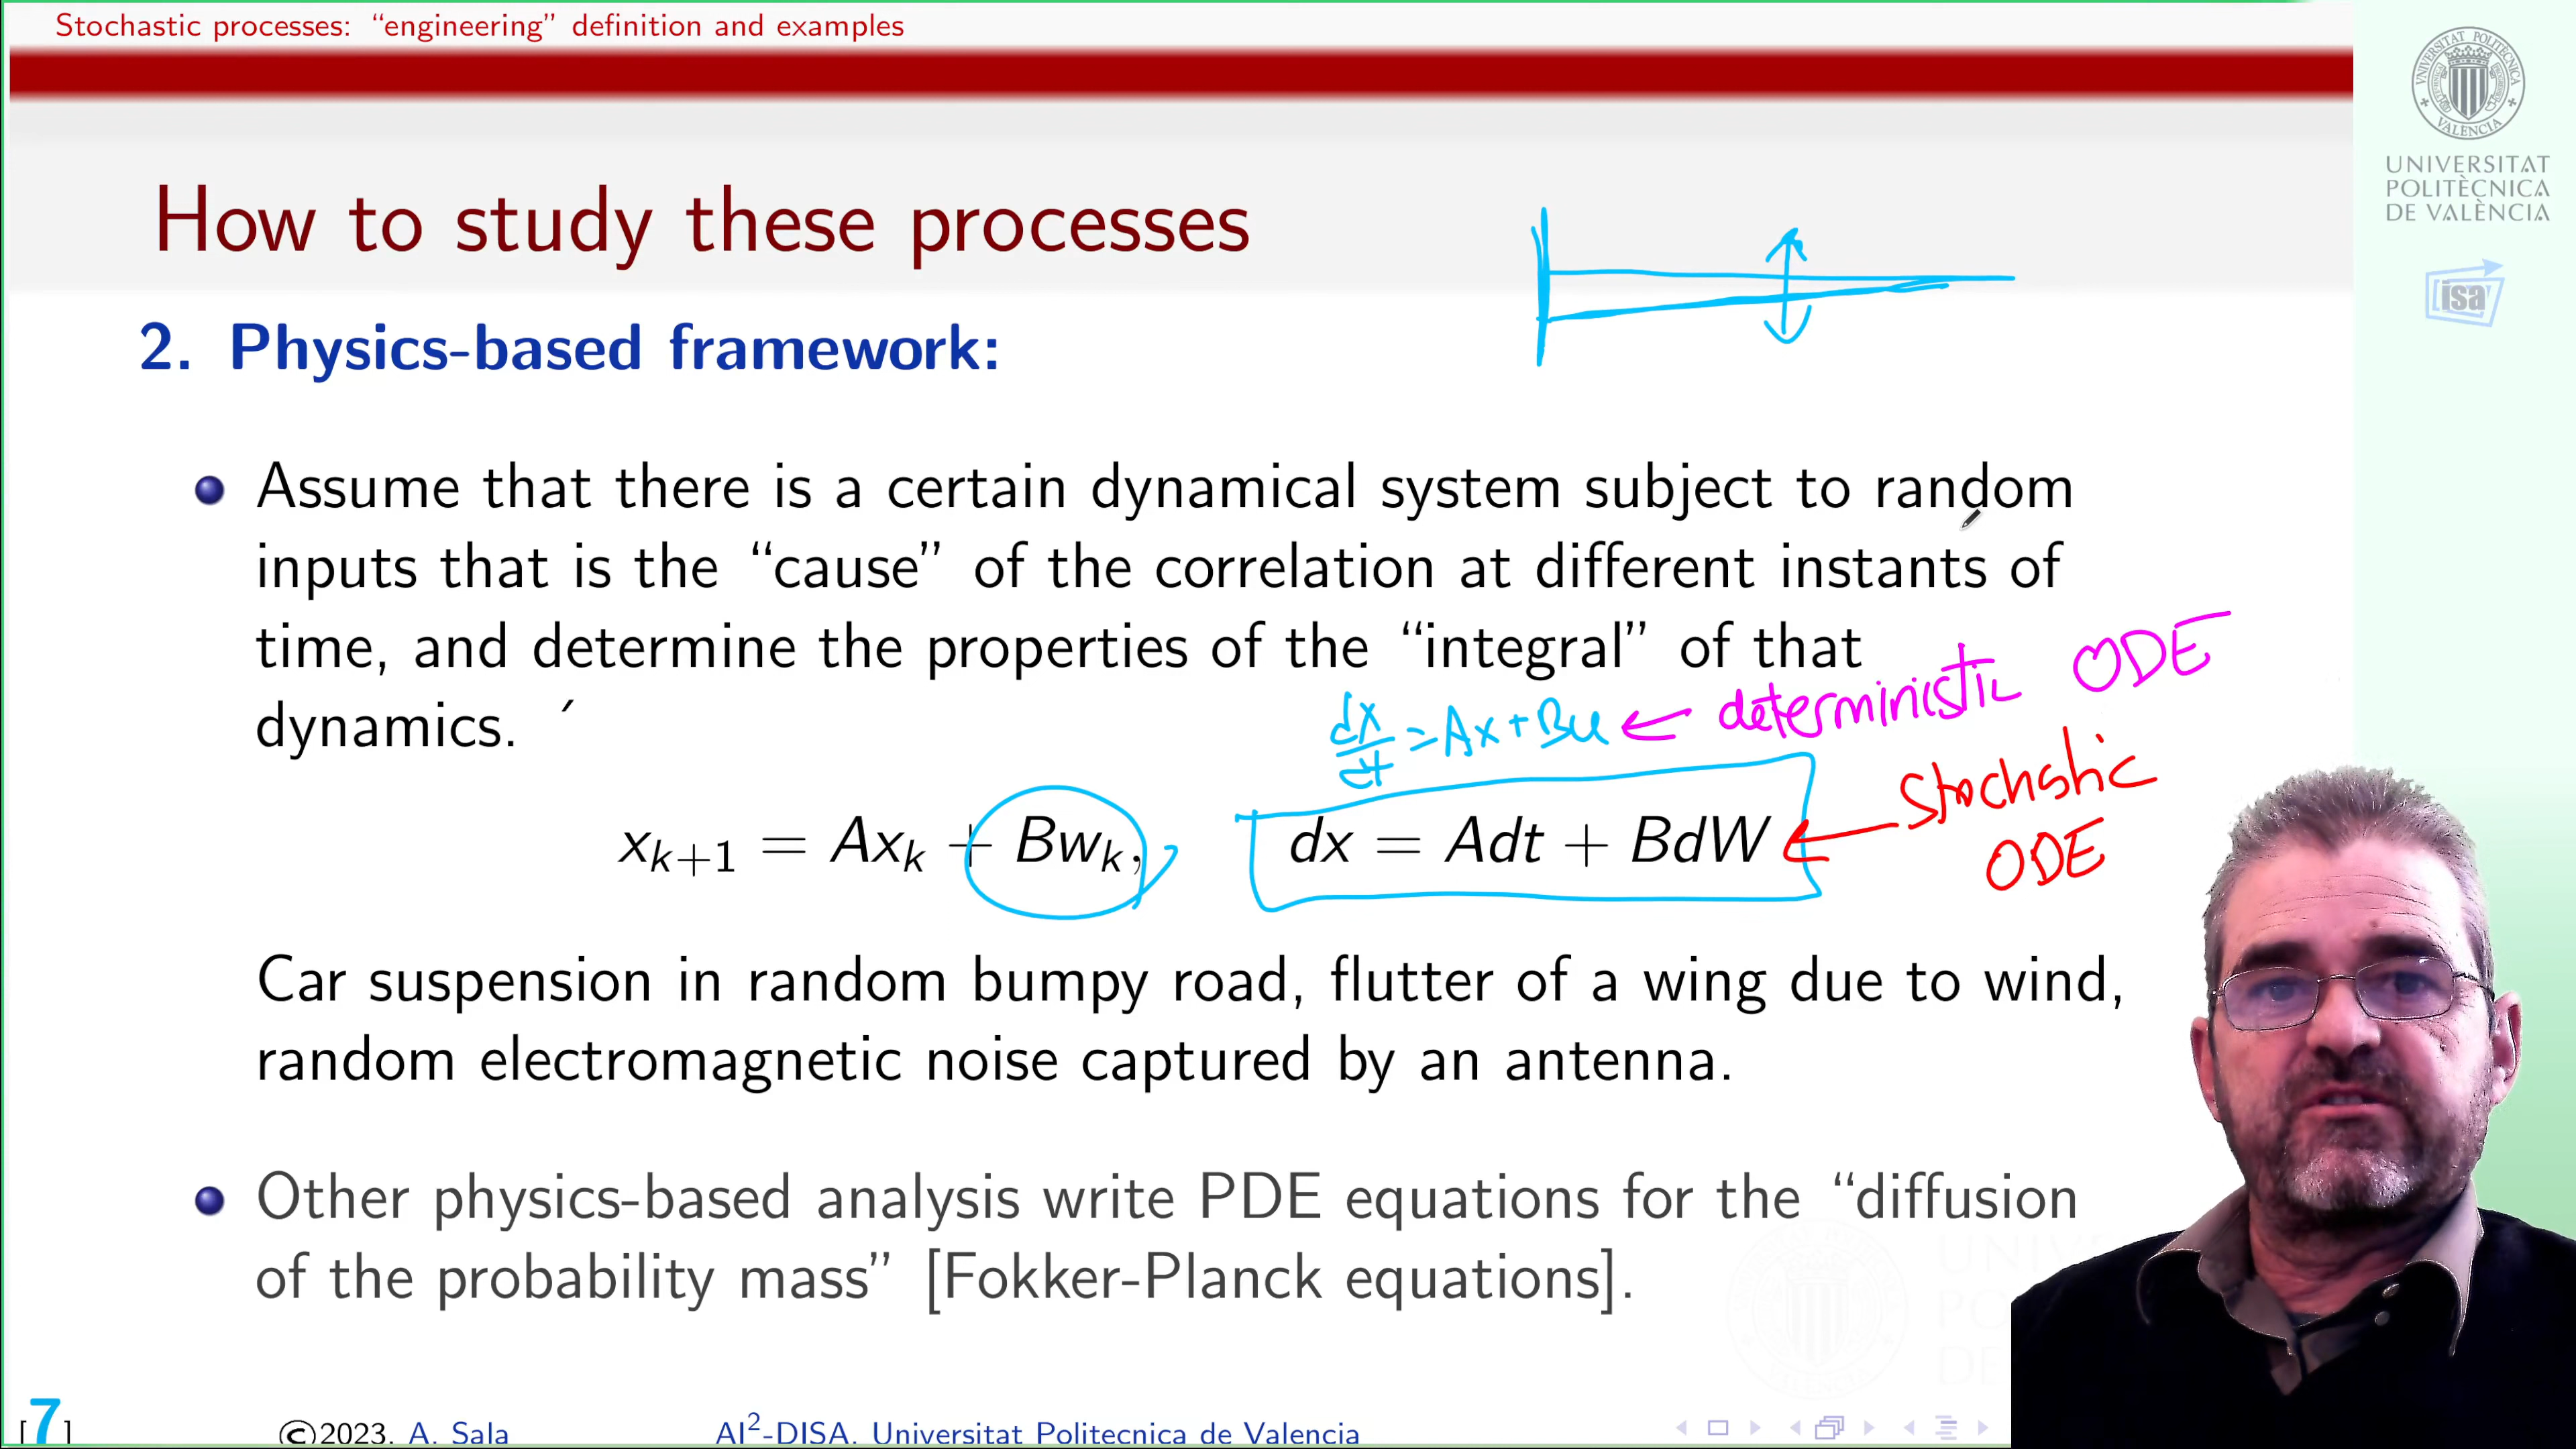 Stochastic processes: “engineering” definition and examples
UNIVERSITAT
POLITÈCNICA
DE VALÈNCIA
isa
How to study these processes
2. Physics-based framework:
Assume that there is a certain dynamical system subject to random
inputs that is the “cause” of the correlation at different instants of
time, and determine the properties of the “integral” of that
dynamics. ´
dx/dt = Ax + Bu ← deterministic ODE
x_{k+1} = Ax_k + Bw_k, dx = Adt + BdW ← Stochstic
ODE
Car suspension in random bumpy road, flutter of a wing due to wind,
random electromagnetic noise captured by an antenna.
Other physics-based analysis write PDE equations for the “diffusion
of the probability mass” [Fokker-Planck equations].
[7] ©2023, A. Sala AI²-DISA, Universitat Politecnica de Valencia